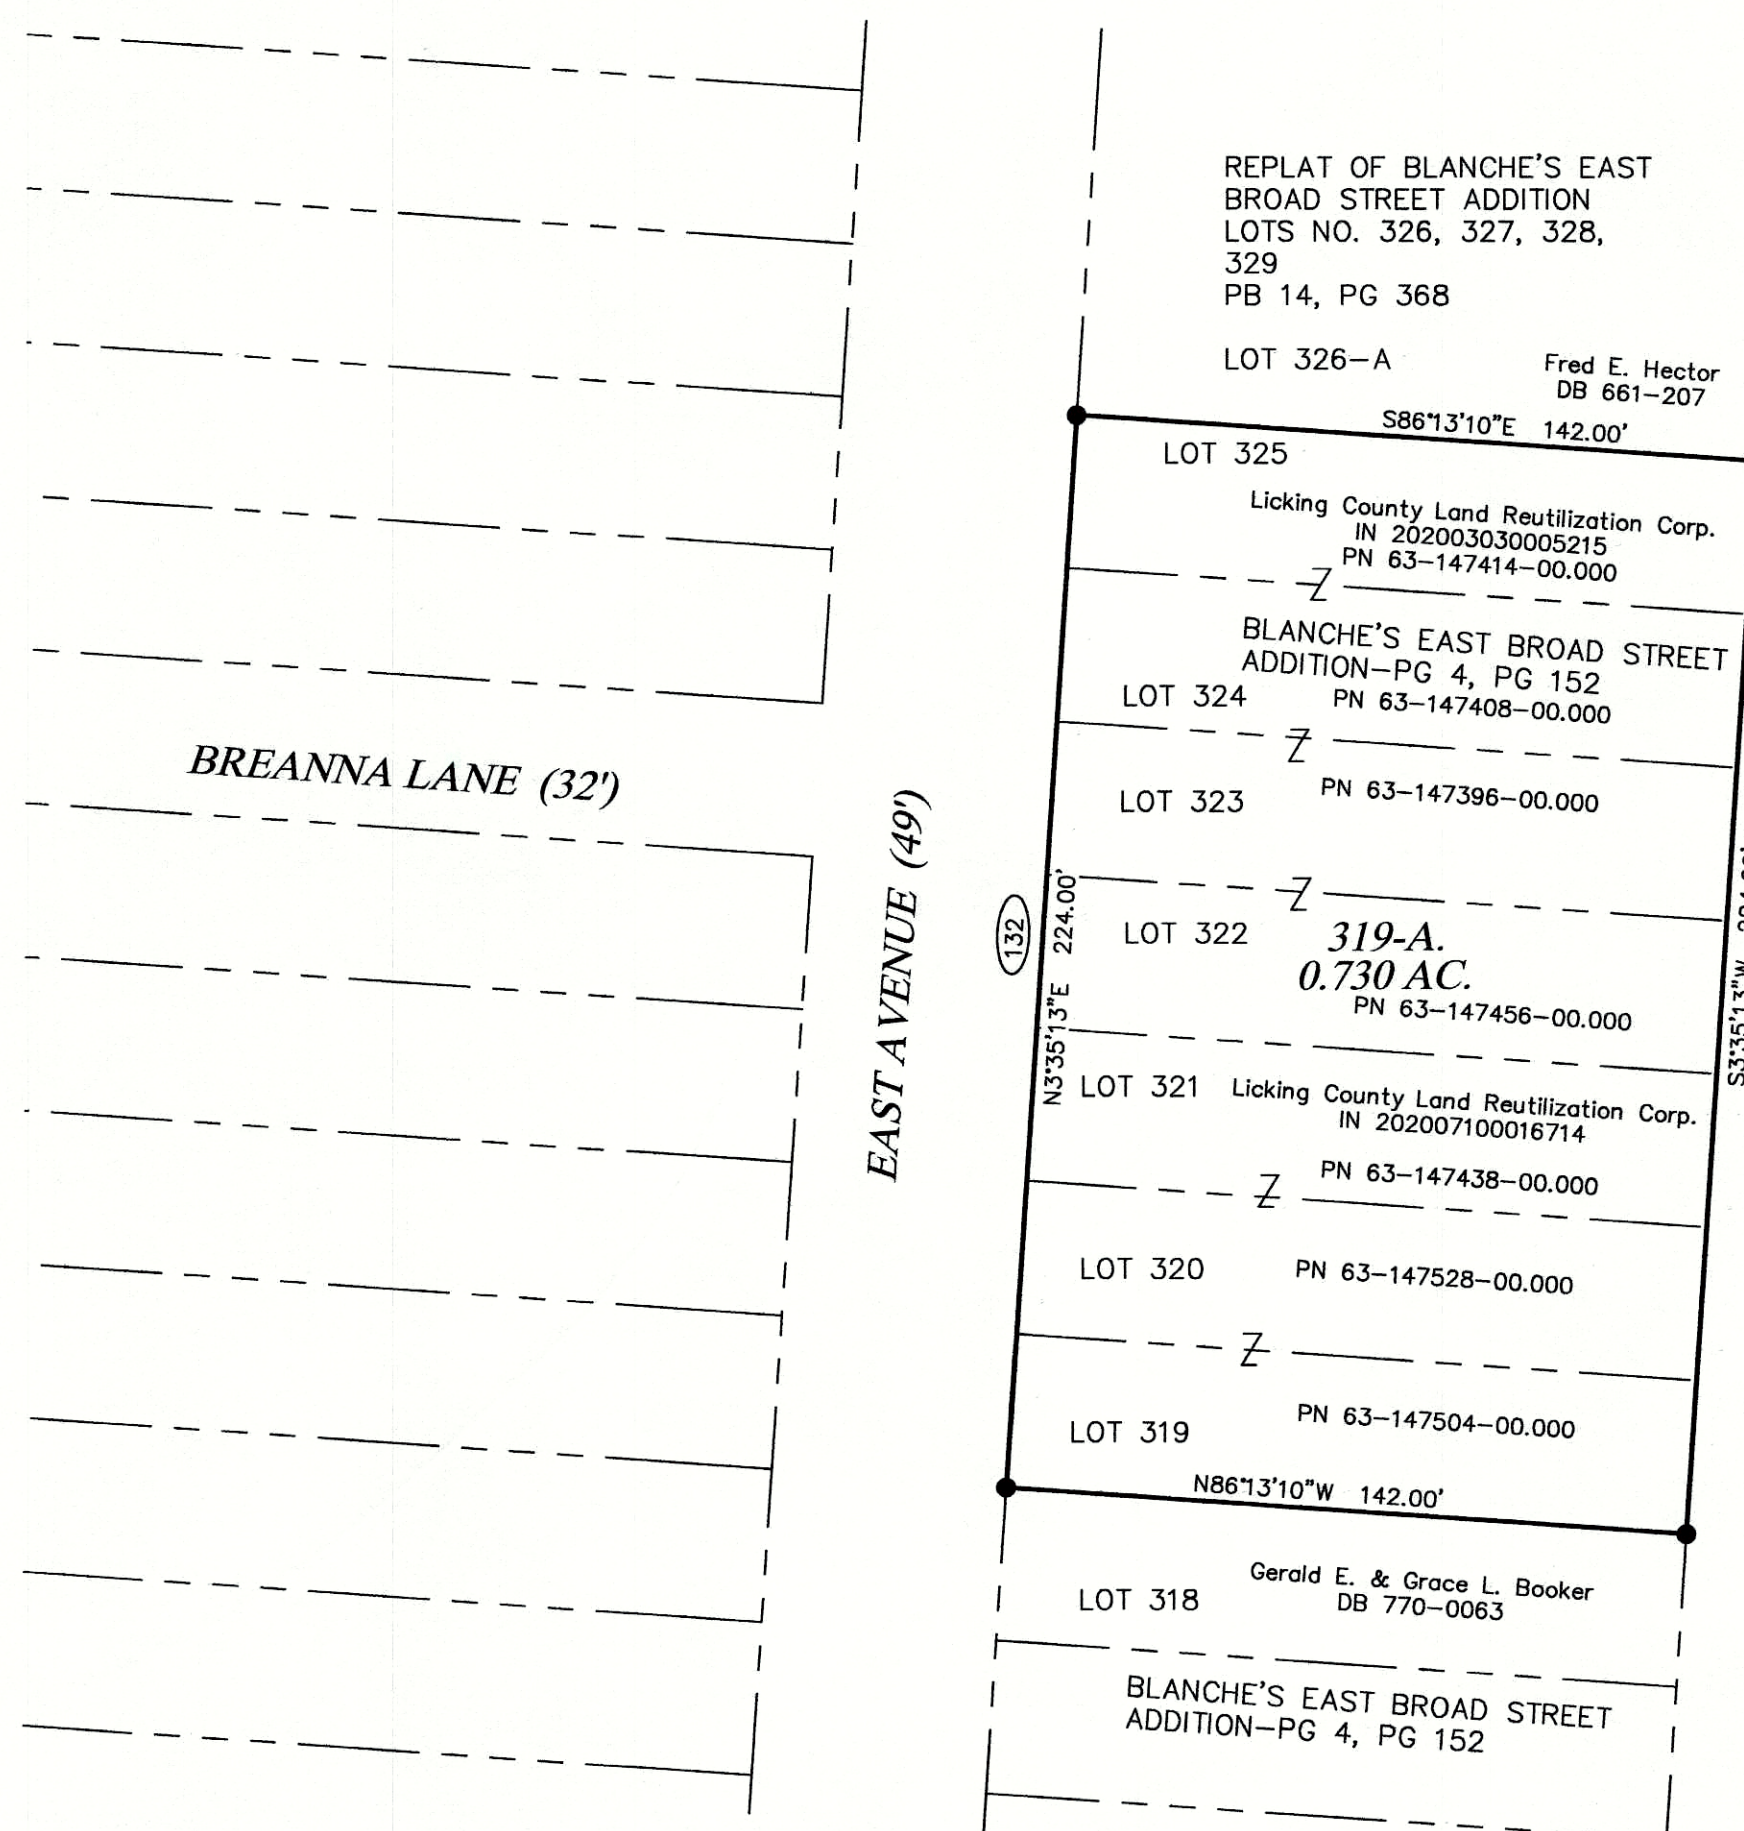 REPLAT OF BLANCHE'S EAST
BROAD STREET ADDITION
LOTS NO. 326, 327, 328,
329
PB 14, PG 368
LOT 326-A
Fred E. Hector
DB 661-207
S86°13'10"E 142.00'
LOT 325
Licking County Land Reutilization Corp.
IN 202003030005215
PN 63-147414-00.000
BLANCHE'S EAST BROAD STREET
ADDITION-PG 4, PG 152
LOT 324 PN 63-147408-00.000
BREANNA LANE (32')
LOT 323 PN 63-147396-00.000
EAST AVENUE (49')
132
N3°35'13"E 224.00'
LOT 322
319-A.
0.730 AC.
PN 63-147456-00.000
S3°35'13"W
LOT 321 Licking County Land Reutilization Corp.
IN 202007100016714
PN 63-147438-00.000
LOT 320 PN 63-147528-00.000
LOT 319 PN 63-147504-00.000
N86°13'10"W 142.00'
Gerald E. & Grace L. Booker
LOT 318 DB 770-0063
BLANCHE'S EAST BROAD STREET
ADDITION-PG 4, PG 152